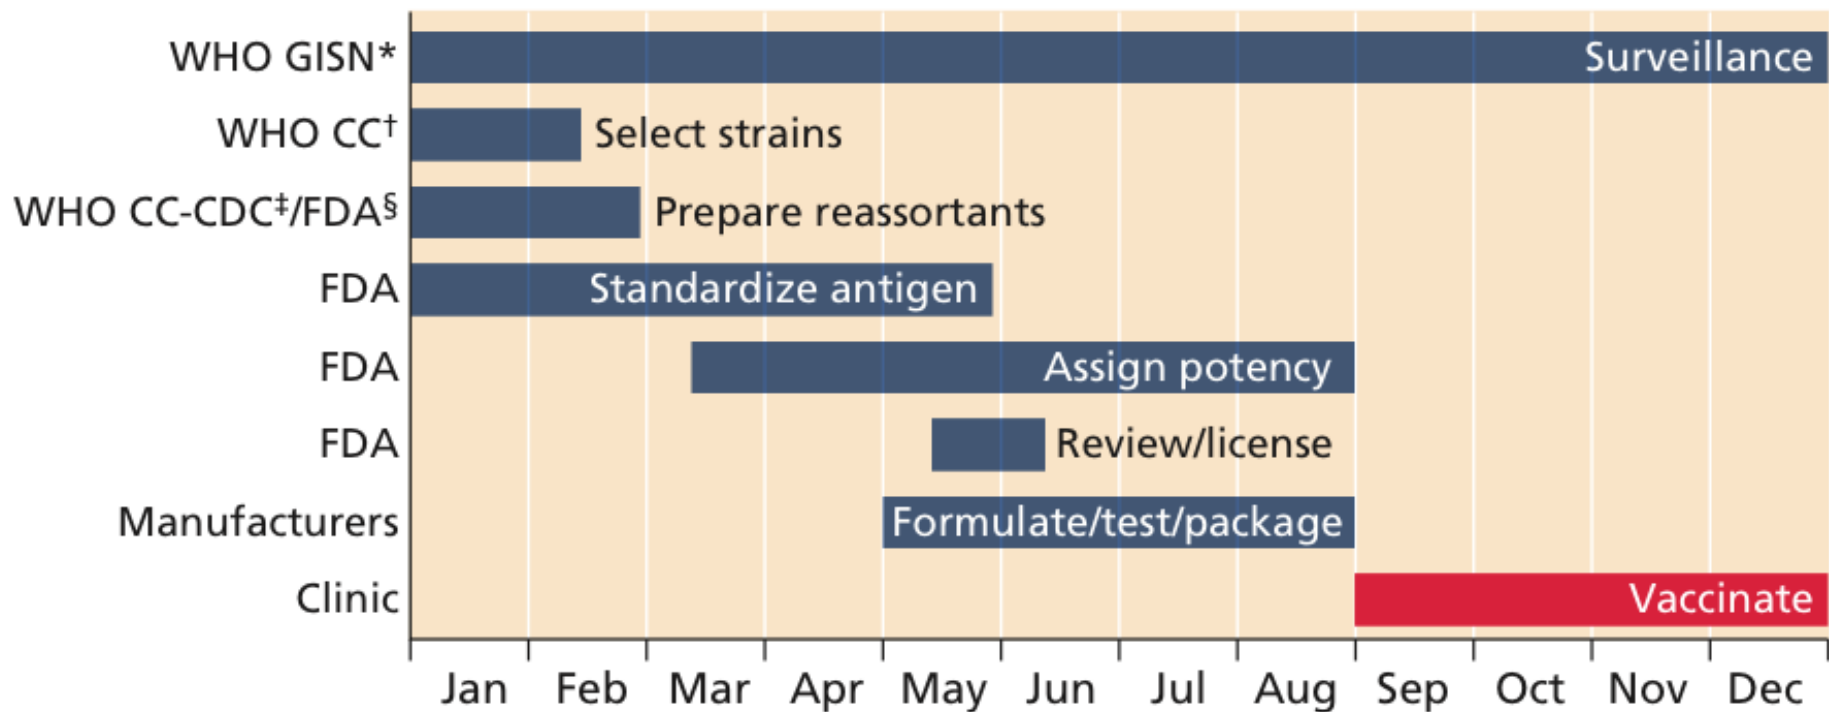 WHO GISN* Surveillance
WHO CC† Select strains
WHO CC-CDC‡/FDA§ Prepare reassortants
FDA Standardize antigen
FDA Assign potency
FDA Review/license
Manufacturers Formulate/test/package
Clinic Vaccinate
Jan Feb Mar Apr May Jun Jul Aug Sep Oct Nov Dec